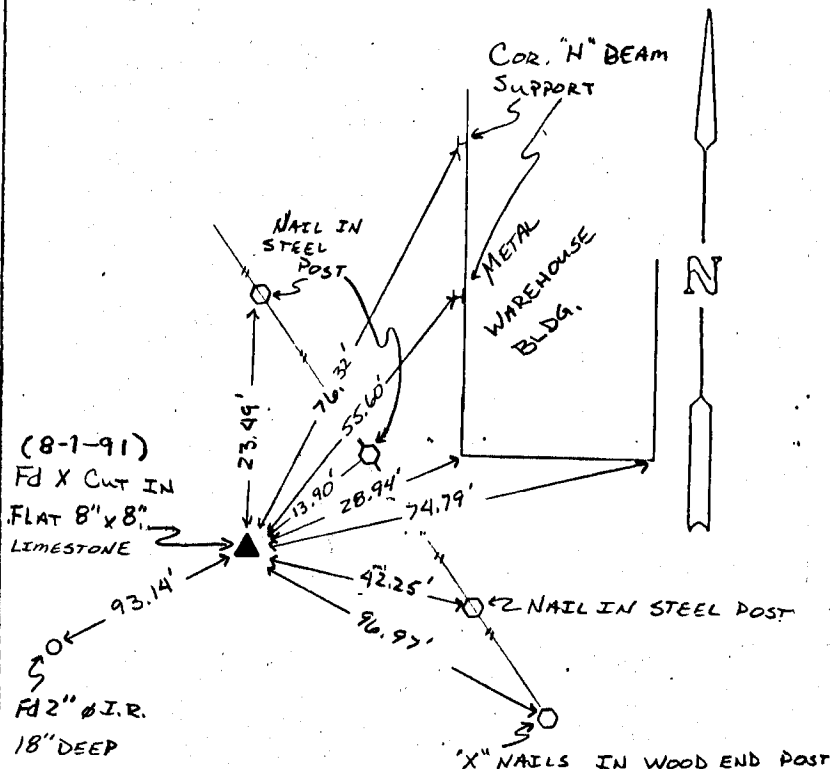 COR. "H" BEAM
SUPPORT
NAIL IN
STEEL
POST
METAL
WAREHOUSE
BLDG.
N
76.32'
55.60'
23.49'
(8-1-91)
Fd X CUT IN
FLAT 8" x 8"
LIMESTONE
13.90'
28.94'
74.79'
93.14'
42.25'
NAIL IN STEEL POST
96.97'
Fd 2" ø I.R.
18" DEEP
"X" NAILS IN WOOD END POST